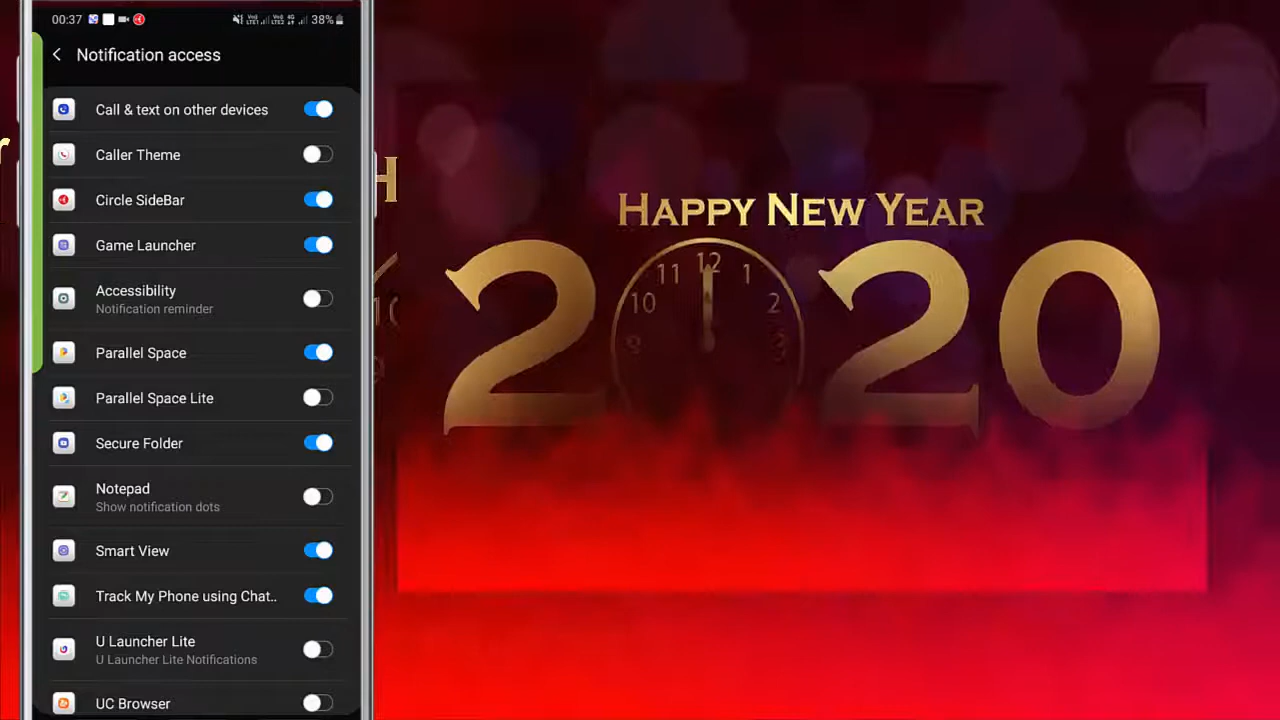 00:37
38%
Notification access
Call & text on other devices
Caller Theme
Circle SideBar
Game Launcher
Accessibility
Notification reminder
Parallel Space
Parallel Space Lite
Secure Folder
Notepad
Show notification dots
Smart View
Track My Phone using Chat..
U Launcher Lite
U Launcher Lite Notifications
UC Browser
H
Happy New Year
2020
11 12 1
10 2
9 3